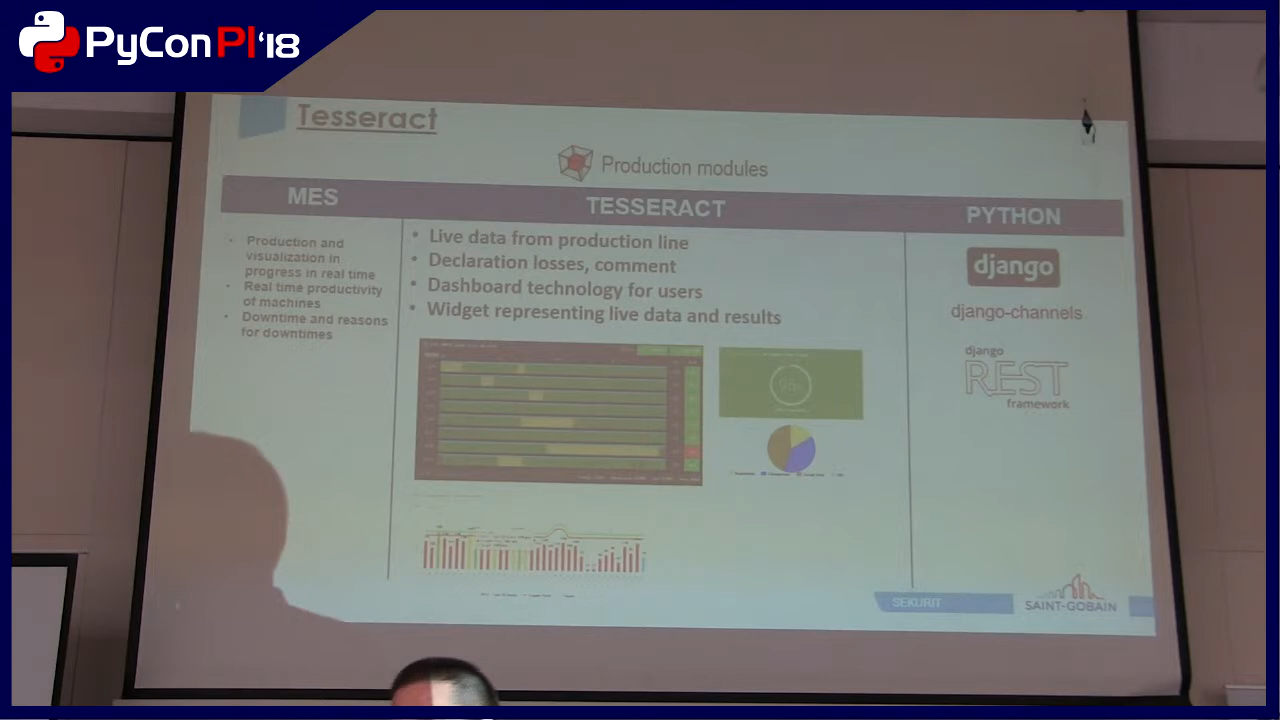 PyConPl‘18
Tesseract
Production modules
MES
TESSERACT
PYTHON
• Production and
visualization in
progress in real time
• Real time productivity
of machines
• Downtime and reasons
for downtimes
• Live data from production line
• Declaration losses, comment
• Dashboard technology for users
• Widget representing live data and results
django
django-channels
django
REST
framework
SEKURIT
SAINT-GOBAIN